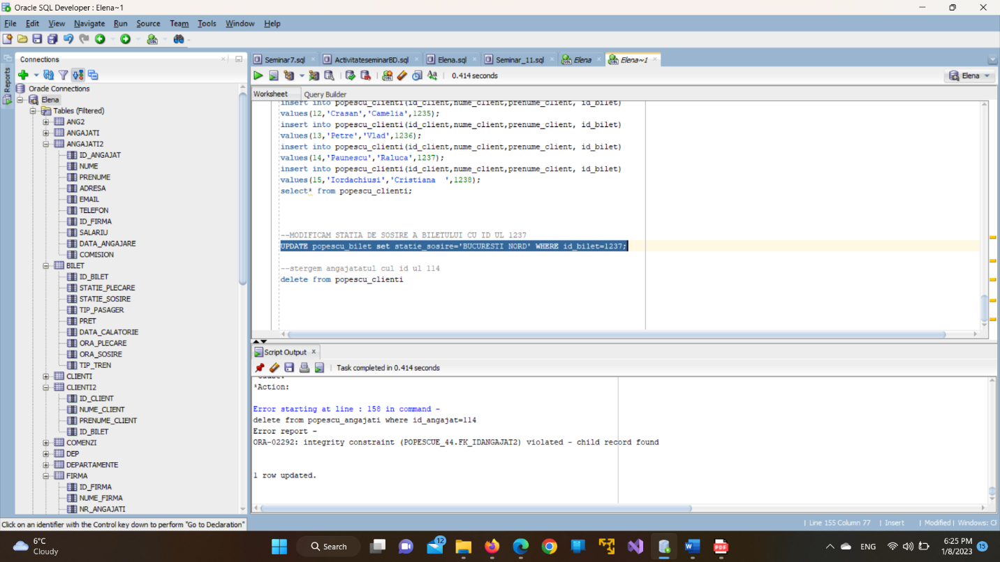 Oracle SQL Developer : Elena~1
File Edit View Navigate Run Source Team Tools Window Help
Connections
Reports
Oracle Connections
Elena
Tables (Filtered)
ANG2
ANGAJATI
ANGAJATI2
ID_ANGAJAT
NUME
PRENUME
ADRESA
EMAIL
TELEFON
ID_FIRMA
SALARIU
DATA_ANGAJARE
COMISION
BILET
ID_BILET
STATIE_PLECARE
STATIE_SOSIRE
TIP_PASAGER
PRET
DATA_CALATORIE
ORA_PLECARE
ORA_SOSIRE
TIP_TREN
CLIENTI
CLIENTI2
ID_CLIENT
NUME_CLIENT
PRENUME_CLIENT
ID_BILET
COMENZI
DEP
DEPARTAMENTE
FIRMA
ID_FIRMA
NUME_FIRMA
NR_ANGAJATI
Seminar7.sql ActivitateseminarBD.sql Elena.sql Seminar_11.sql Elena Elena~1
0.414 seconds
Elena
Worksheet Query Builder
insert into popescu_clienti(id_client,nume_client,prenume_client, id_bilet)
values(12,'Crasan','Camelia',1235);
insert into popescu_clienti(id_client,nume_client,prenume_client, id_bilet)
values(13,'Petre','Vlad',1236);
insert into popescu_clienti(id_client,nume_client,prenume_client, id_bilet)
values(14,'Paunescu','Raluca',1237);
insert into popescu_clienti(id_client,nume_client,prenume_client, id_bilet)
values(15,'Iordachiusi','Cristiana  ',1238);
select* from popescu_clienti;
--MODIFICAM STATIA DE SOSIRE A BILETULUI CU ID UL 1237
UPDATE popescu_bilet set statie_sosire='BUCURESTI NORD' WHERE id_bilet=1237;
--stergem angajatatul cul id ul 114
delete from popescu_clienti
Script Output
Task completed in 0.414 seconds
*Action:
Error starting at line : 158 in command -
delete from popescu_angajati where id_angajat=114
Error report -
ORA-02292: integrity constraint (POPESCUE_44.FK_IDANGAJAT2) violated - child record found
1 row updated.
Click on an identifier with the Control key down to perform "Go to Declaration"
Line 155 Column 77 Insert Modified Windows: CR
6°C
Cloudy
Search
12
ENG
6:25 PM
1/8/2023
15